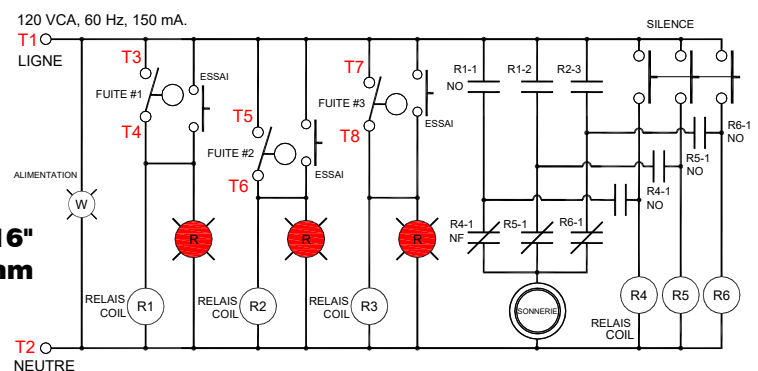 120 VCA, 60 Hz, 150 mA.
T1
LIGNE
SILENCE
T3
ESSAI
FUITE #1
T4
T5
FUITE #2
ESSAI
T6
T7
FUITE #3
T8
ESSAI
R1-1
NO
R1-2
R2-3
R6-1
NO
R5-1
NO
R4-1
NO
ALIMENTATION
W
16"
mm
R
R
R
R4-1
NF
R5-1
R6-1
RELAIS
COIL
R1
RELAIS
COIL
R2
RELAIS
COIL
R3
SONNERIE
R4
R5
R6
RELAIS
COIL
T2
NEUTRE